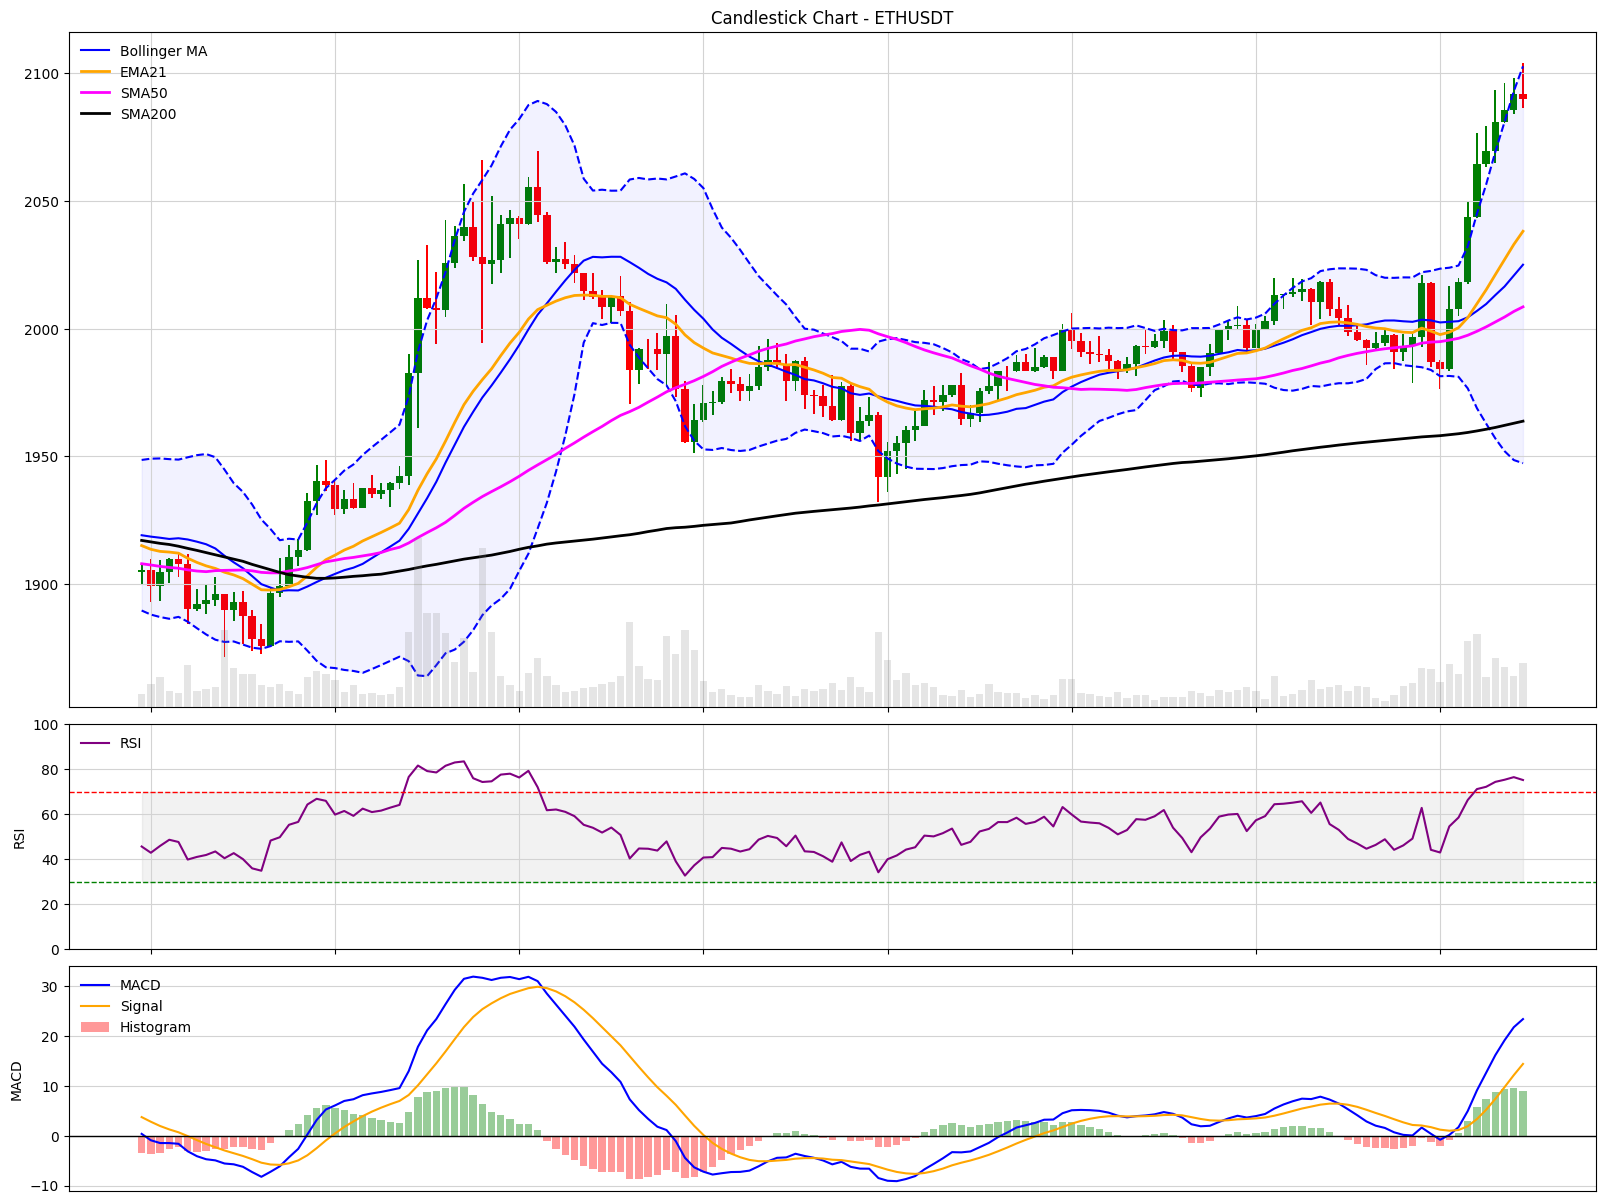 Candlestick Chart - ETHUSDT
Bollinger MA
EMA21
SMA50
SMA200
2100
2050
2000
1950
1900
RSI
RSI
100
80
60
40
20
0
MACD
Signal
Histogram
MACD
30
20
10
0
−10